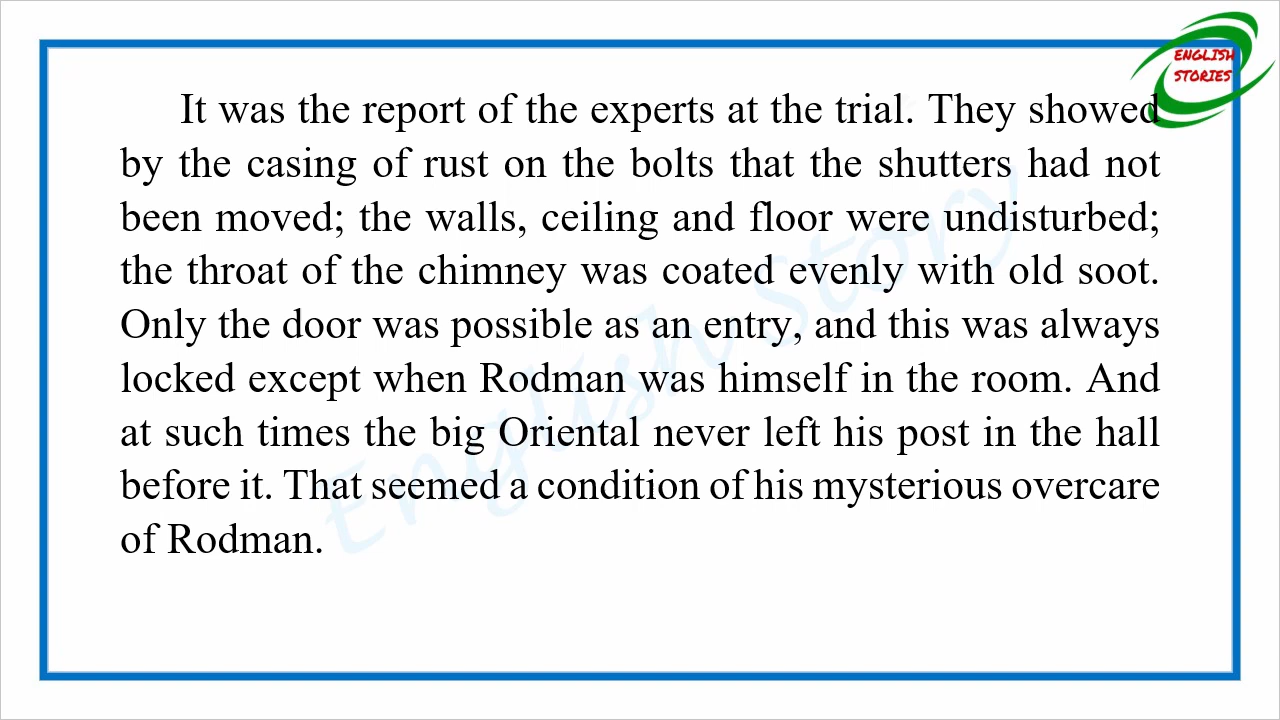 ENGLISH
STORIES
It was the report of the experts at the trial. They showed
by the casing of rust on the bolts that the shutters had not
been moved; the walls, ceiling and floor were undisturbed;
the throat of the chimney was coated evenly with old soot.
Only the door was possible as an entry, and this was always
locked except when Rodman was himself in the room. And
at such times the big Oriental never left his post in the hall
before it. That seemed a condition of his mysterious overcare
of Rodman.
English Story